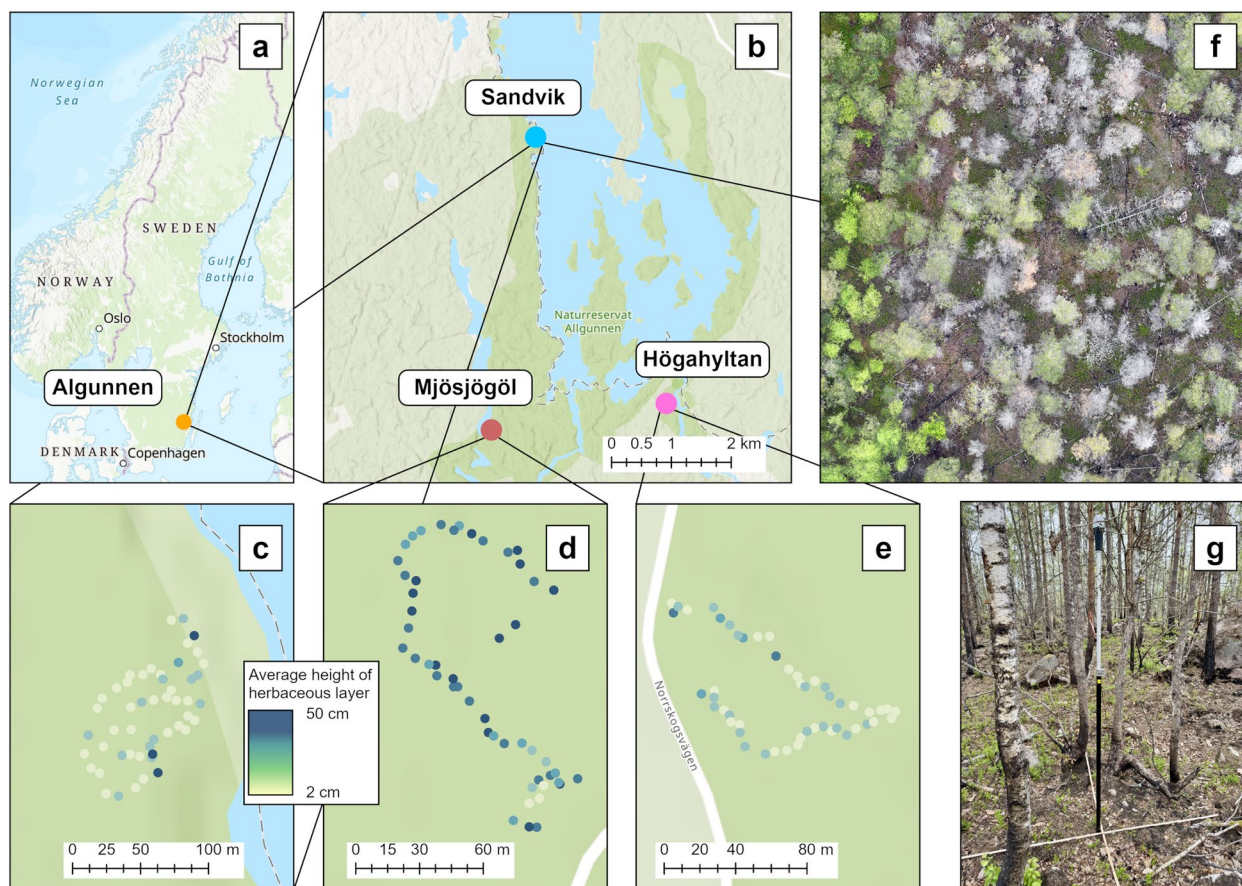 a
Norwegian
Sea
SWEDEN
Gulf of
Bothnia
NORWAY
Oslo
Stockholm
Algunnen
DENMARK
Copenhagen
b
Sandvik
Naturreservat
Allgunnen
Mjösjögöl
Högahyltan
0 0.5 1 2 km
f
c
0 25 50 100 m
Average height of
herbaceous layer
50 cm
2 cm
d
0 15 30 60 m
e
Norrskogsvägen
0 20 40 80 m
g